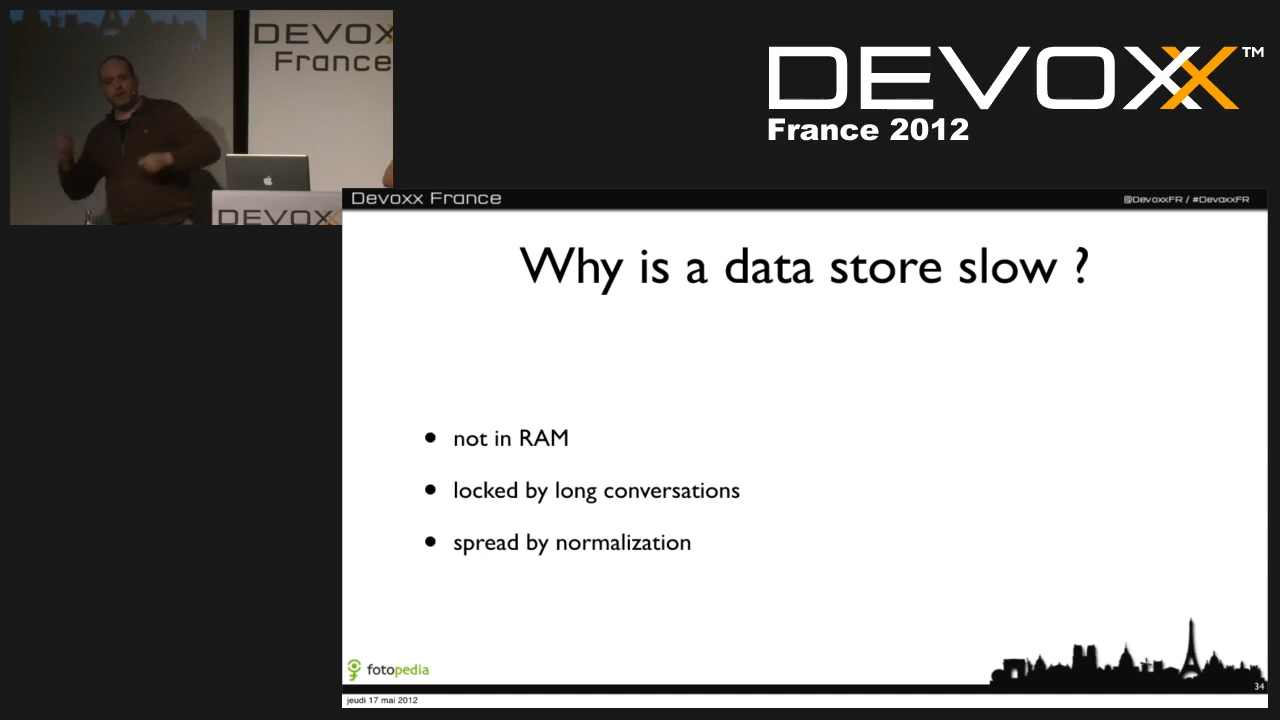 DEVOX
France
DEVOX
DEVOXX™
France 2012
Devoxx France
@DevoxxFR / #DevoxxFR
Why is a data store slow ?
• not in RAM
• locked by long conversations
• spread by normalization
fotopedia
34
jeudi 17 mai 2012